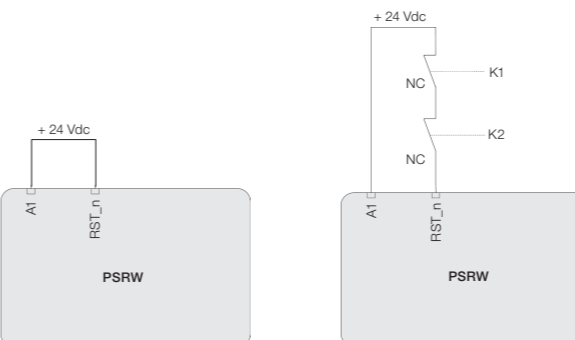 + 24 Vdc
A1
RST_n
PSRW
+ 24 Vdc
K1
NC
K2
NC
A1
RST_n
PSRW